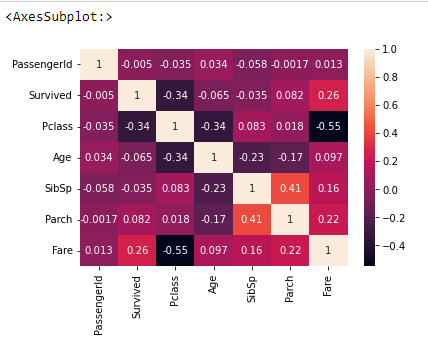 <AxesSubplot:>
PassengerId 1 -0.005 -0.035 0.034 -0.058 -0.0017 0.013
Survived -0.005 1 -0.34 -0.065 -0.035 0.082 0.26
Pclass -0.035 -0.34 1 -0.34 0.083 0.018 -0.55
Age 0.034 -0.065 -0.34 1 -0.23 -0.17 0.097
SibSp -0.058 -0.035 0.083 -0.23 1 0.41 0.16
Parch -0.0017 0.082 0.018 -0.17 0.41 1 0.22
Fare 0.013 0.26 -0.55 0.097 0.16 0.22 1
PassengerId
Survived
Pclass
Age
SibSp
Parch
Fare
1.0
0.8
0.6
0.4
0.2
0.0
−0.2
−0.4